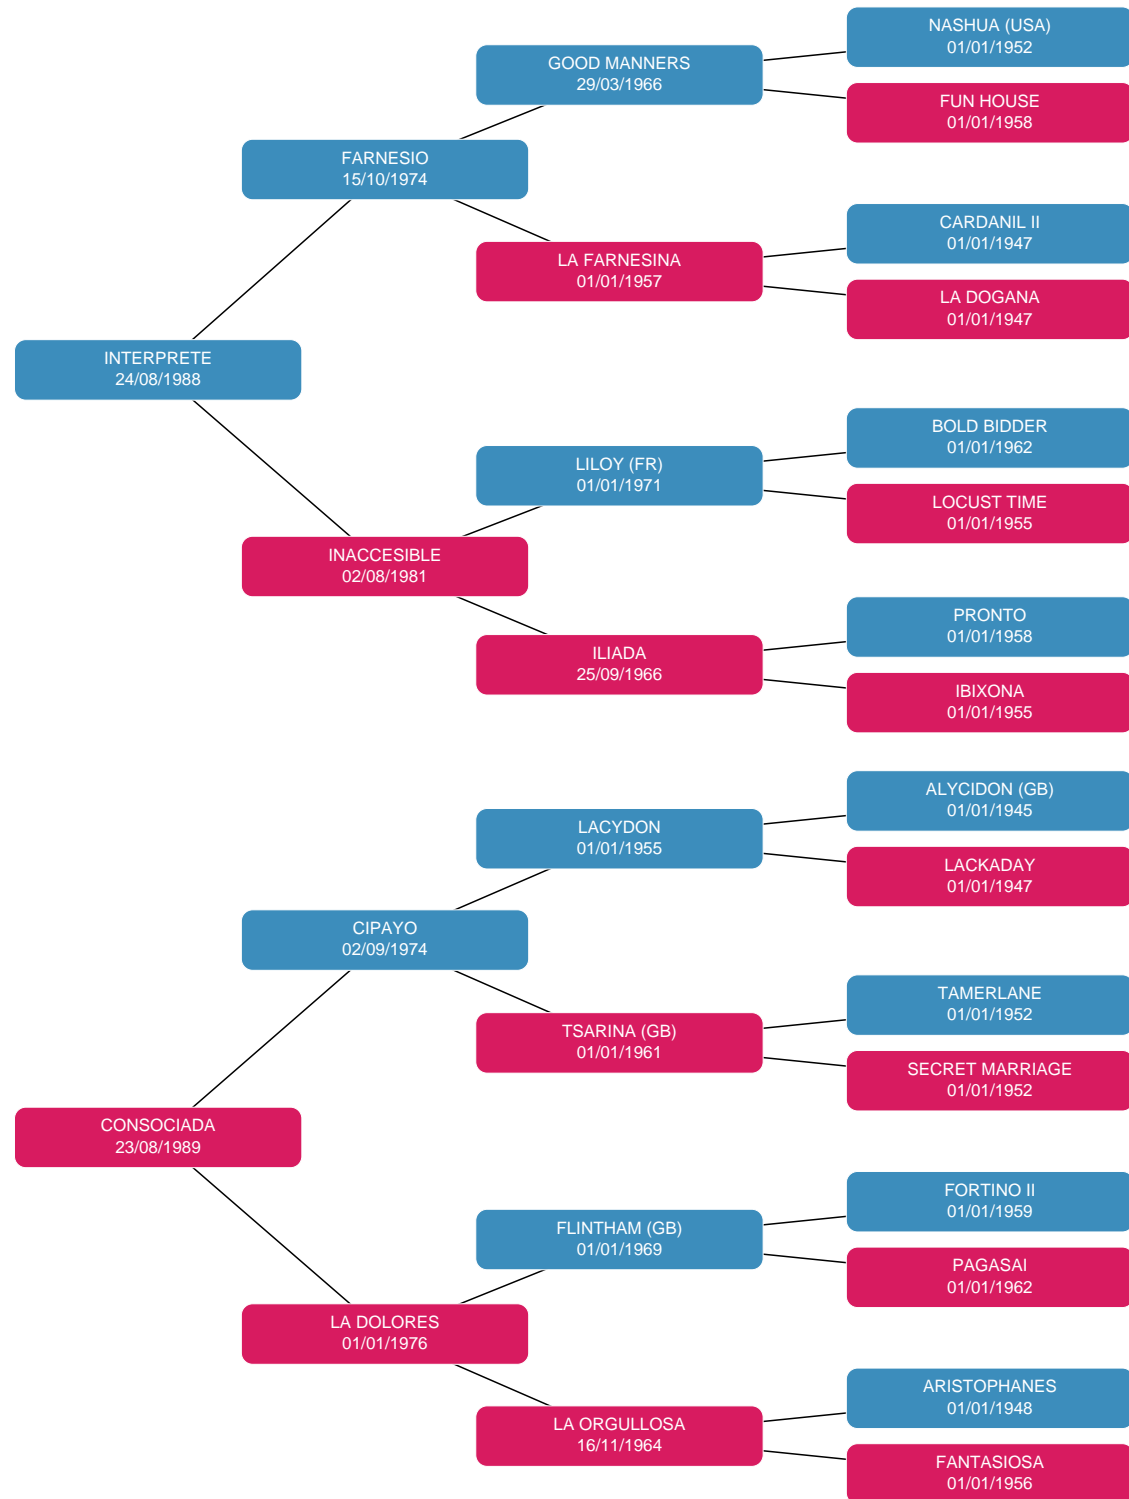 NASHUA (USA)
01/01/1952
GOOD MANNERS
29/03/1966
FUN HOUSE
01/01/1958
FARNESIO
15/10/1974
CARDANIL II
01/01/1947
LA FARNESINA
01/01/1957
LA DOGANA
01/01/1947
INTERPRETE
24/08/1988
BOLD BIDDER
01/01/1962
LILOY (FR)
01/01/1971
LOCUST TIME
01/01/1955
INACCESIBLE
02/08/1981
PRONTO
01/01/1958
ILIADA
25/09/1966
IBIXONA
01/01/1955
ALYCIDON (GB)
01/01/1945
LACYDON
01/01/1955
LACKADAY
01/01/1947
CIPAYO
02/09/1974
TAMERLANE
01/01/1952
TSARINA (GB)
01/01/1961
SECRET MARRIAGE
01/01/1952
CONSOCIADA
23/08/1989
FORTINO II
01/01/1959
FLINTHAM (GB)
01/01/1969
PAGASAI
01/01/1962
LA DOLORES
01/01/1976
ARISTOPHANES
01/01/1948
LA ORGULLOSA
16/11/1964
FANTASIOSA
01/01/1956